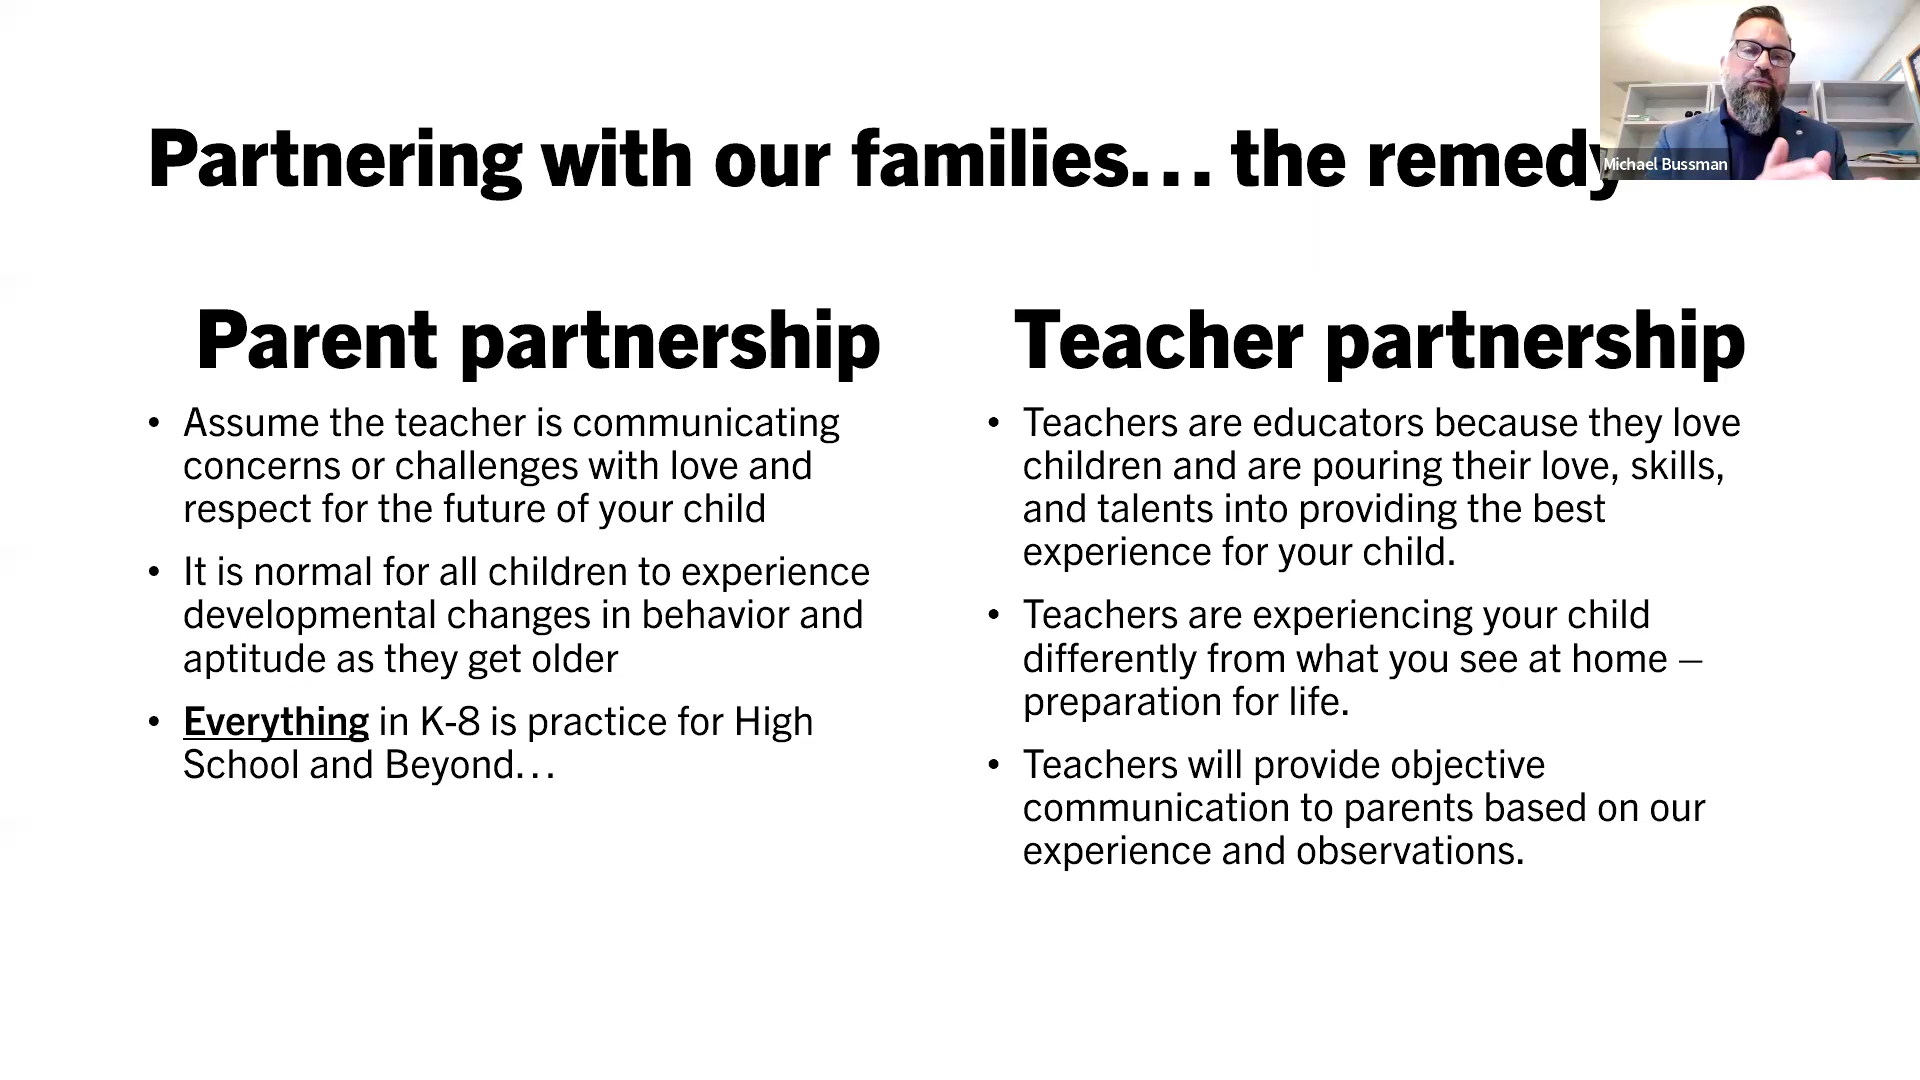 Partnering with our families… the remedy
Michael Bussman
Parent partnership
• Assume the teacher is communicating
concerns or challenges with love and
respect for the future of your child
• It is normal for all children to experience
developmental changes in behavior and
aptitude as they get older
• Everything in K-8 is practice for High
School and Beyond…
Teacher partnership
• Teachers are educators because they love
children and are pouring their love, skills,
and talents into providing the best
experience for your child.
• Teachers are experiencing your child
differently from what you see at home –
preparation for life.
• Teachers will provide objective
communication to parents based on our
experience and observations.